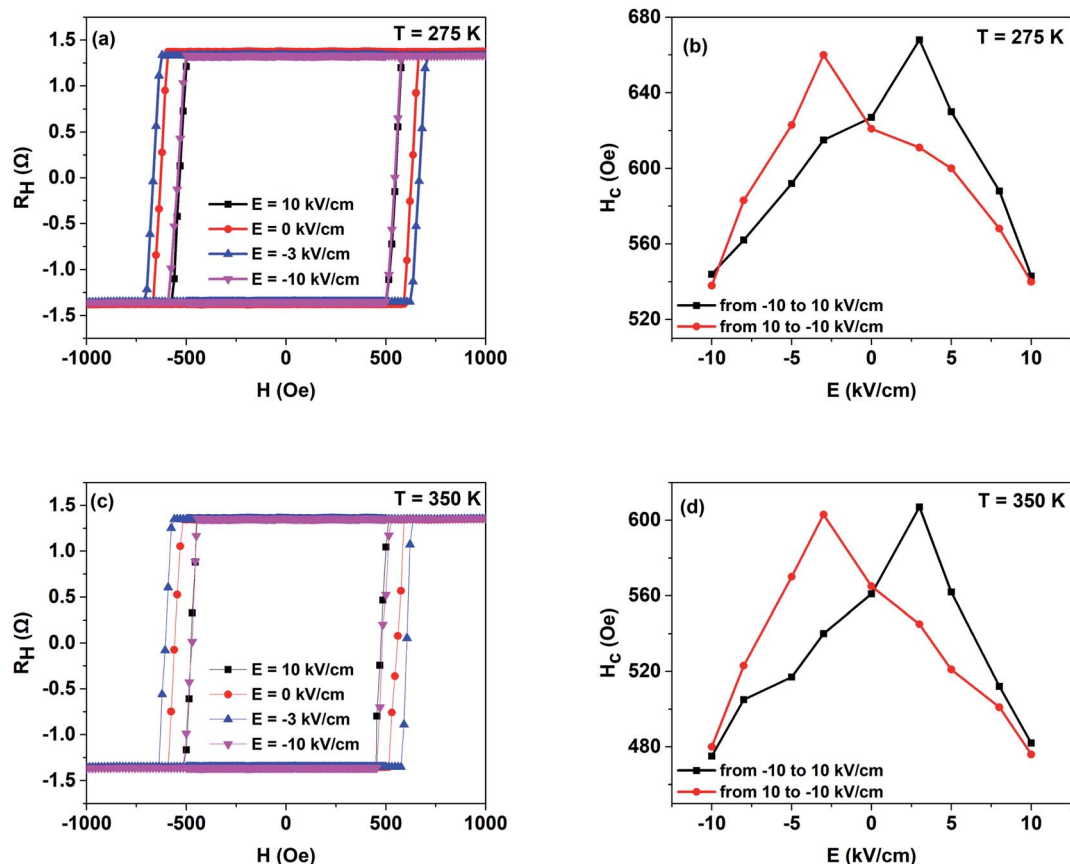 (a)
T = 275 K
1.5
1.0
0.5
0.0
-0.5
-1.0
-1.5
R_H (Ω)
E = 10 kV/cm
E = 0 kV/cm
E = -3 kV/cm
E = -10 kV/cm
-1000 -500 0 500 1000
H (Oe)
(b)
T = 275 K
680
640
600
560
520
H_C (Oe)
from -10 to 10 kV/cm
from 10 to -10 kV/cm
-10 -5 0 5 10
E (kV/cm)
(c)
T = 350 K
1.5
1.0
0.5
0.0
-0.5
-1.0
-1.5
R_H (Ω)
E = 10 kV/cm
E = 0 kV/cm
E = -3 kV/cm
E = -10 kV/cm
-1000 -500 0 500 1000
H (Oe)
(d)
T = 350 K
600
560
520
480
H_C (Oe)
from -10 to 10 kV/cm
from 10 to -10 kV/cm
-10 -5 0 5 10
E (kV/cm)